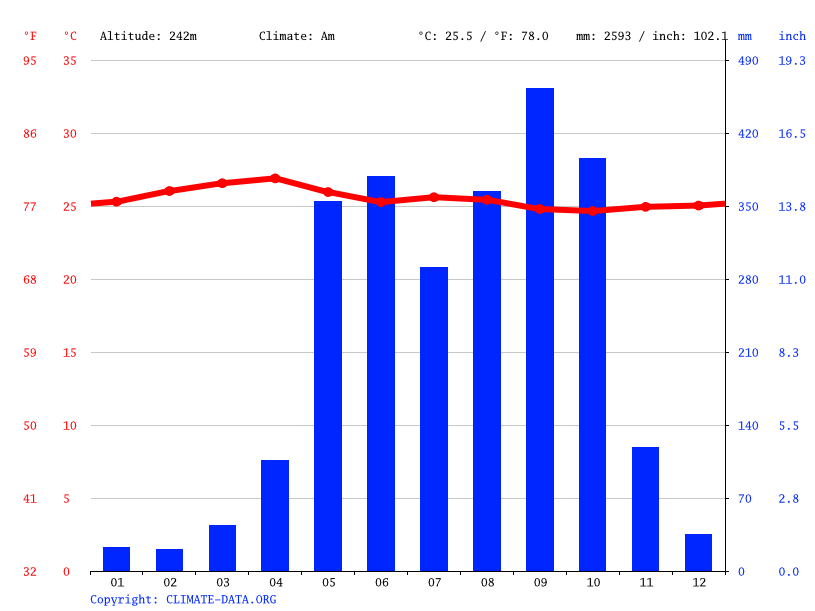 °F °C Altitude: 242m Climate: Am °C: 25.5 / °F: 78.0 mm: 2593 / inch: 102.1 mm inch
95 35 490 19.3
86 30 420 16.5
77 25 350 13.8
68 20 280 11.0
59 15 210 8.3
50 10 140 5.5
41 5 70 2.8
32 0 0 0.0
01 02 03 04 05 06 07 08 09 10 11 12
Copyright: CLIMATE-DATA.ORG